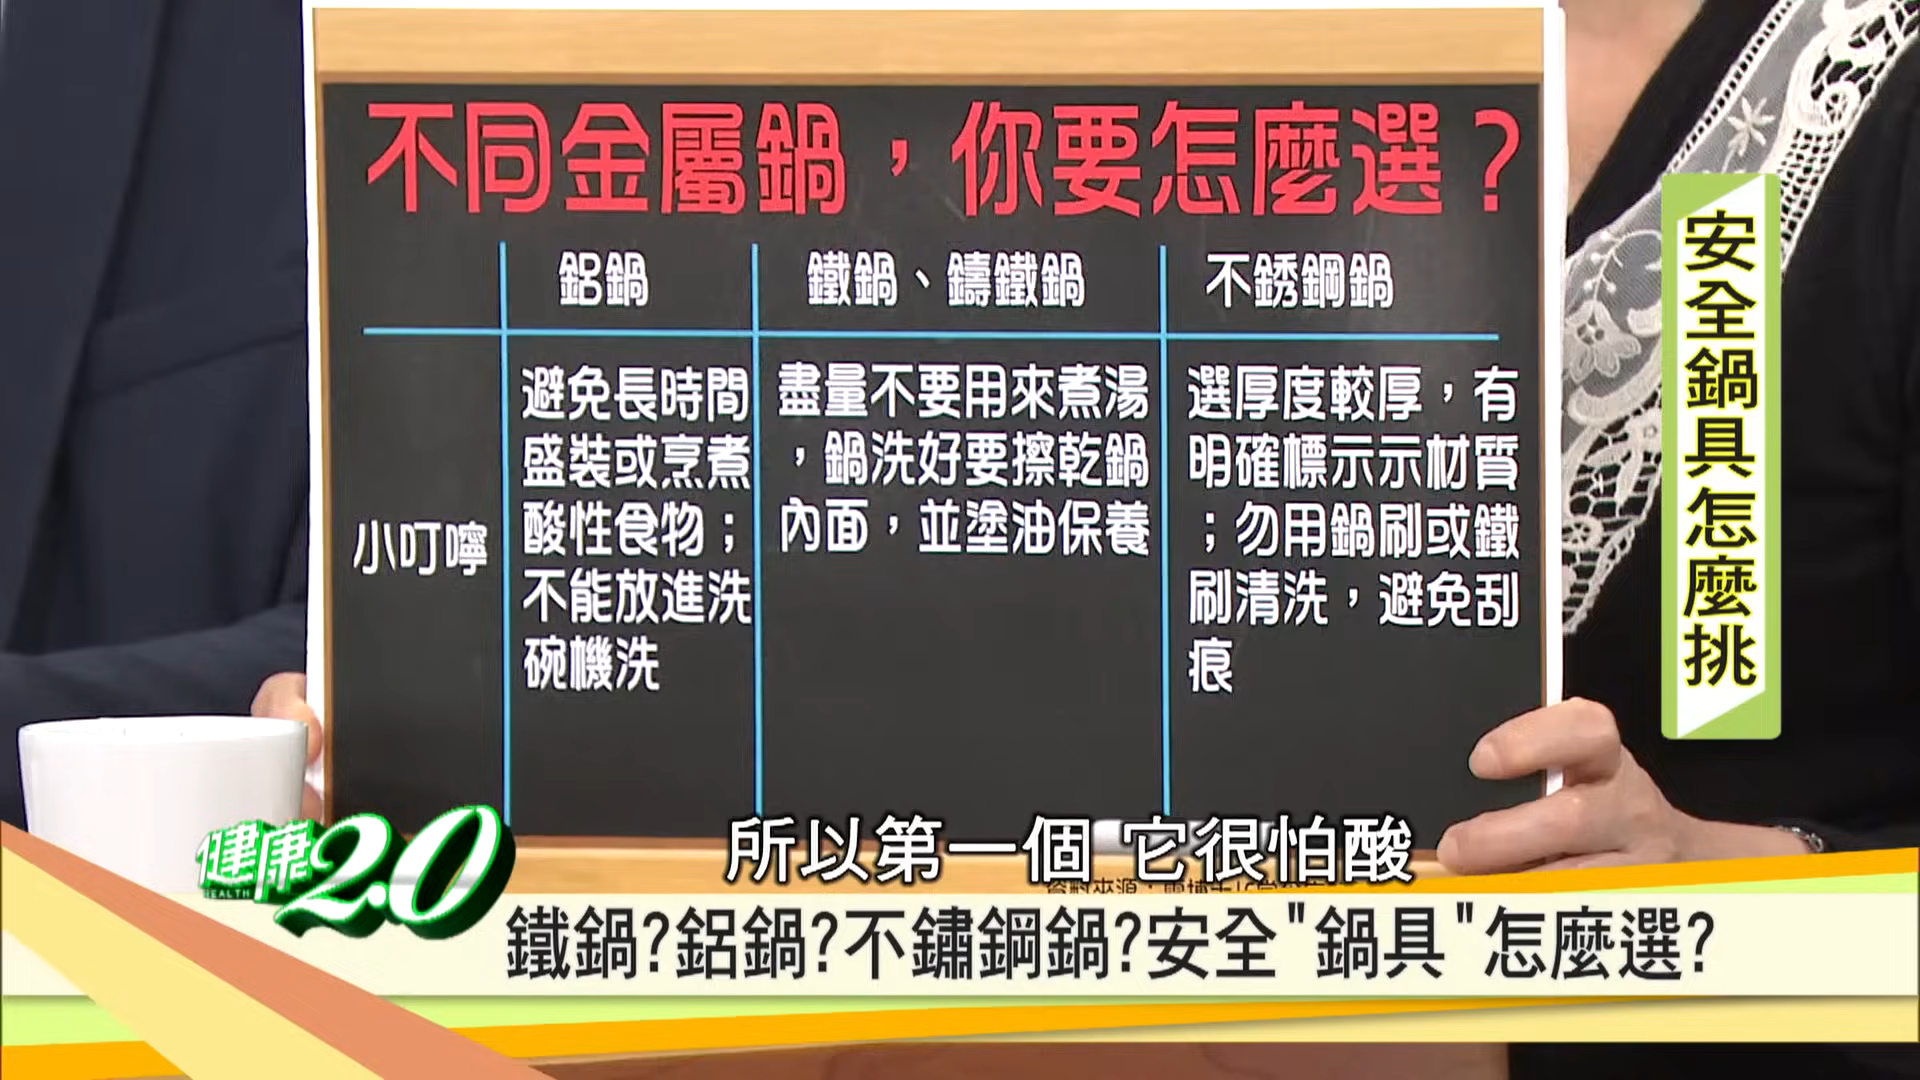 不同金屬鍋，你要怎麼選？
鋁鍋
鐵鍋、鑄鐵鍋
不銹鋼鍋
小叮嚀
避免長時間
盛裝或烹煮
酸性食物；
不能放進洗
碗機洗
盡量不要用來煮湯
，鍋洗好要擦乾鍋
內面，並塗油保養
選厚度較厚，有
明確標示示材質
；勿用鍋刷或鐵
刷清洗，避免刮
痕
安全鍋具怎麼挑
所以第一個 它很怕酸
健康2.0
HEALTH
鐵鍋?鋁鍋?不鏽鋼鍋?安全"鍋具"怎麼選?